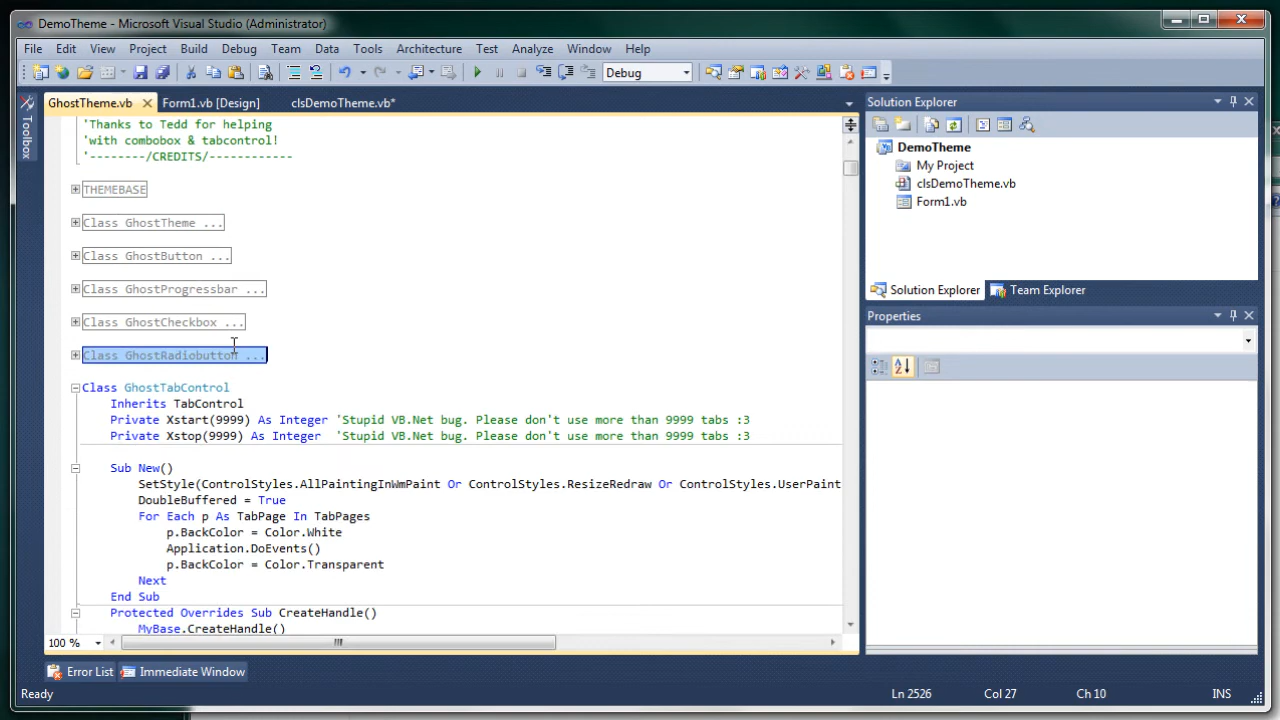 DemoTheme - Microsoft Visual Studio (Administrator)
File Edit View Project Build Debug Team Data Tools Architecture Test Analyze Window Help
Debug
GhostTheme.vb Form1.vb [Design] clsDemoTheme.vb*
Toolbox
'Thanks to Tedd for helping
'with combobox & tabcontrol!
'--------/CREDITS/------------
THEMEBASE
Class GhostTheme ...
Class GhostButton ...
Class GhostProgressbar ...
Class GhostCheckbox ...
Class GhostRadiobutton ...
Class GhostTabControl
Inherits TabControl
Private Xstart(9999) As Integer 'Stupid VB.Net bug. Please don't use more than 9999 tabs :3
Private Xstop(9999) As Integer 'Stupid VB.Net bug. Please don't use more than 9999 tabs :3
Sub New()
SetStyle(ControlStyles.AllPaintingInWmPaint Or ControlStyles.ResizeRedraw Or ControlStyles.UserPaint
DoubleBuffered = True
For Each p As TabPage In TabPages
p.BackColor = Color.White
Application.DoEvents()
p.BackColor = Color.Transparent
Next
End Sub
Protected Overrides Sub CreateHandle()
MyBase.CreateHandle()
100 %
Solution Explorer
DemoTheme
My Project
clsDemoTheme.vb
Form1.vb
Solution Explorer Team Explorer
Properties
Error List Immediate Window
Ready Ln 2526 Col 27 Ch 10 INS